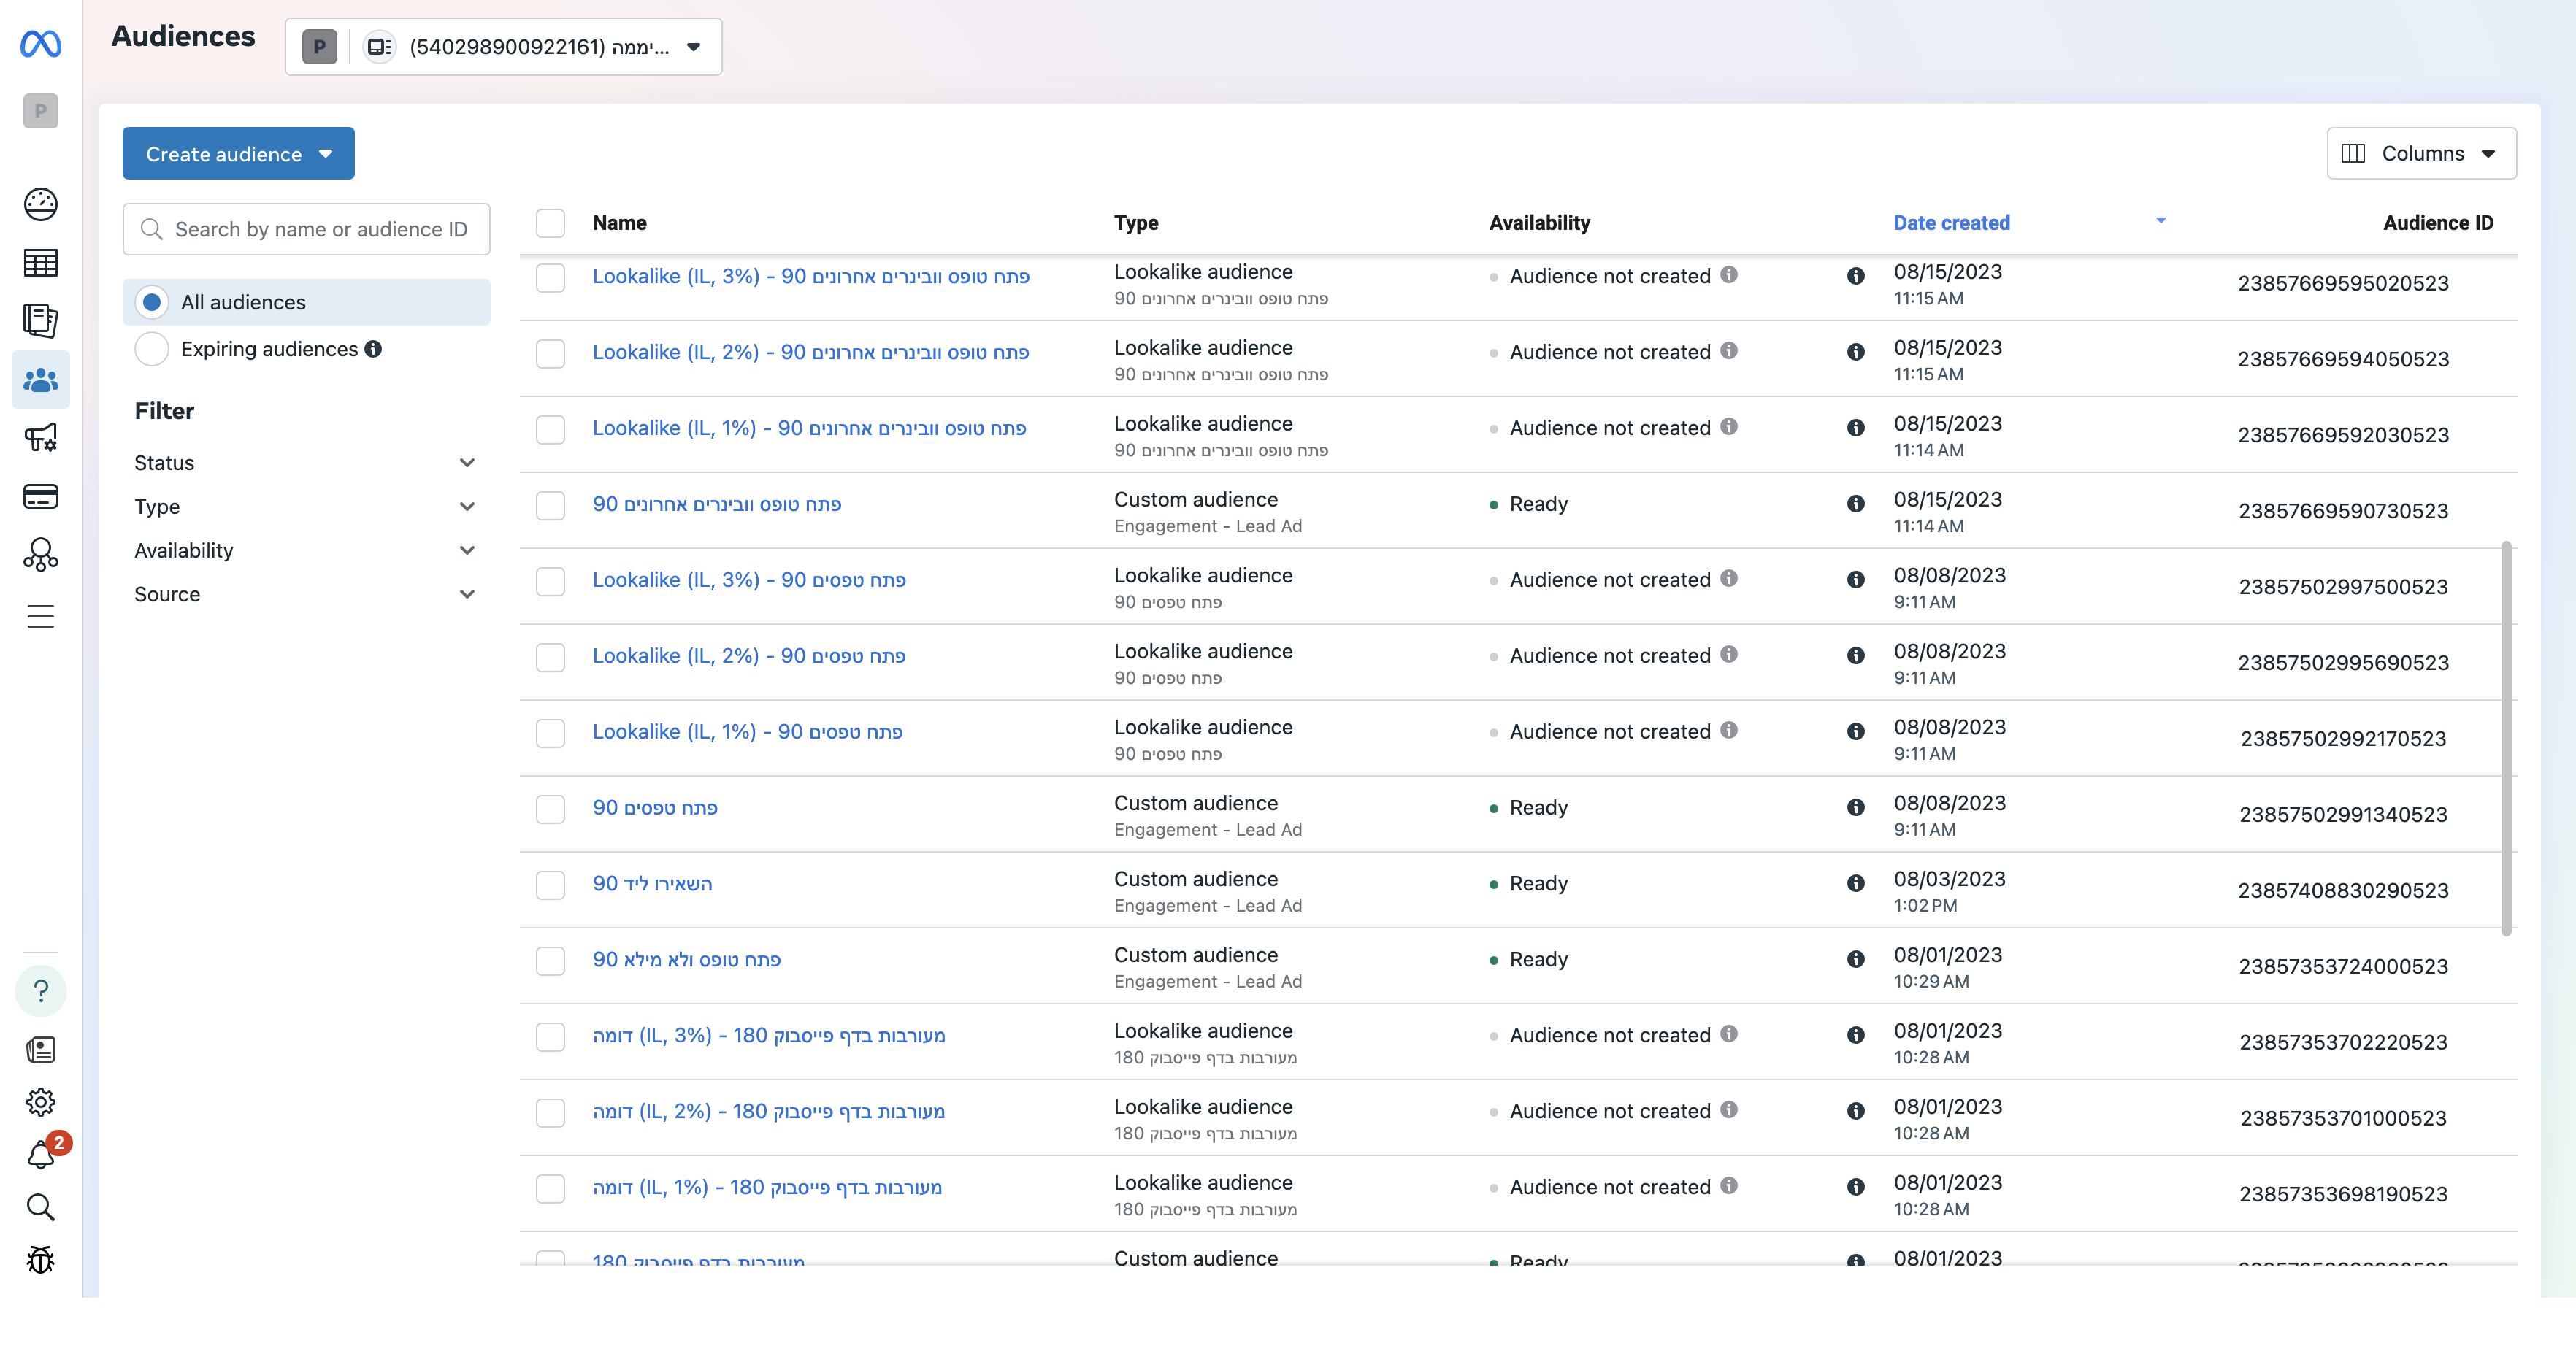 Audiences
P
(540298900922161) יממה...
P
Create audience
Columns
Search by name or audience ID
All audiences
Expiring audiences
Filter
Status
Type
Availability
Source
Name Type Availability Date created Audience ID
Lookalike (IL, 3%) - פתח טופס וובינרים אחרונים 90 Lookalike audience Audience not created 08/15/2023 23857669595020523
פתח טופס וובינרים אחרונים 90 11:15 AM
Lookalike (IL, 2%) - פתח טופס וובינרים אחרונים 90 Lookalike audience Audience not created 08/15/2023 23857669594050523
פתח טופס וובינרים אחרונים 90 11:15 AM
Lookalike (IL, 1%) - פתח טופס וובינרים אחרונים 90 Lookalike audience Audience not created 08/15/2023 23857669592030523
פתח טופס וובינרים אחרונים 90 11:14 AM
פתח טופס וובינרים אחרונים 90 Custom audience Ready 08/15/2023 23857669590730523
Engagement - Lead Ad 11:14 AM
Lookalike (IL, 3%) - פתח טפסים 90 Lookalike audience Audience not created 08/08/2023 23857502997500523
פתח טפסים 90 9:11 AM
Lookalike (IL, 2%) - פתח טפסים 90 Lookalike audience Audience not created 08/08/2023 23857502995690523
פתח טפסים 90 9:11 AM
Lookalike (IL, 1%) - פתח טפסים 90 Lookalike audience Audience not created 08/08/2023 23857502992170523
פתח טפסים 90 9:11 AM
פתח טפסים 90 Custom audience Ready 08/08/2023 23857502991340523
Engagement - Lead Ad 9:11 AM
השאירו ליד 90 Custom audience Ready 08/03/2023 23857408830290523
Engagement - Lead Ad 1:02 PM
פתח טופס ולא מילא 90 Custom audience Ready 08/01/2023 23857353724000523
Engagement - Lead Ad 10:29 AM
דומה (IL, 3%) - מעורבות בדף פייסבוק 180 Lookalike audience Audience not created 08/01/2023 23857353702220523
מעורבות בדף פייסבוק 180 10:28 AM
דומה (IL, 2%) - מעורבות בדף פייסבוק 180 Lookalike audience Audience not created 08/01/2023 23857353701000523
מעורבות בדף פייסבוק 180 10:28 AM
דומה (IL, 1%) - מעורבות בדף פייסבוק 180 Lookalike audience Audience not created 08/01/2023 23857353698190523
מעורבות בדף פייסבוק 180 10:28 AM
מעורבות בדף פייסבוק 180 Custom audience Ready 08/01/2023
2